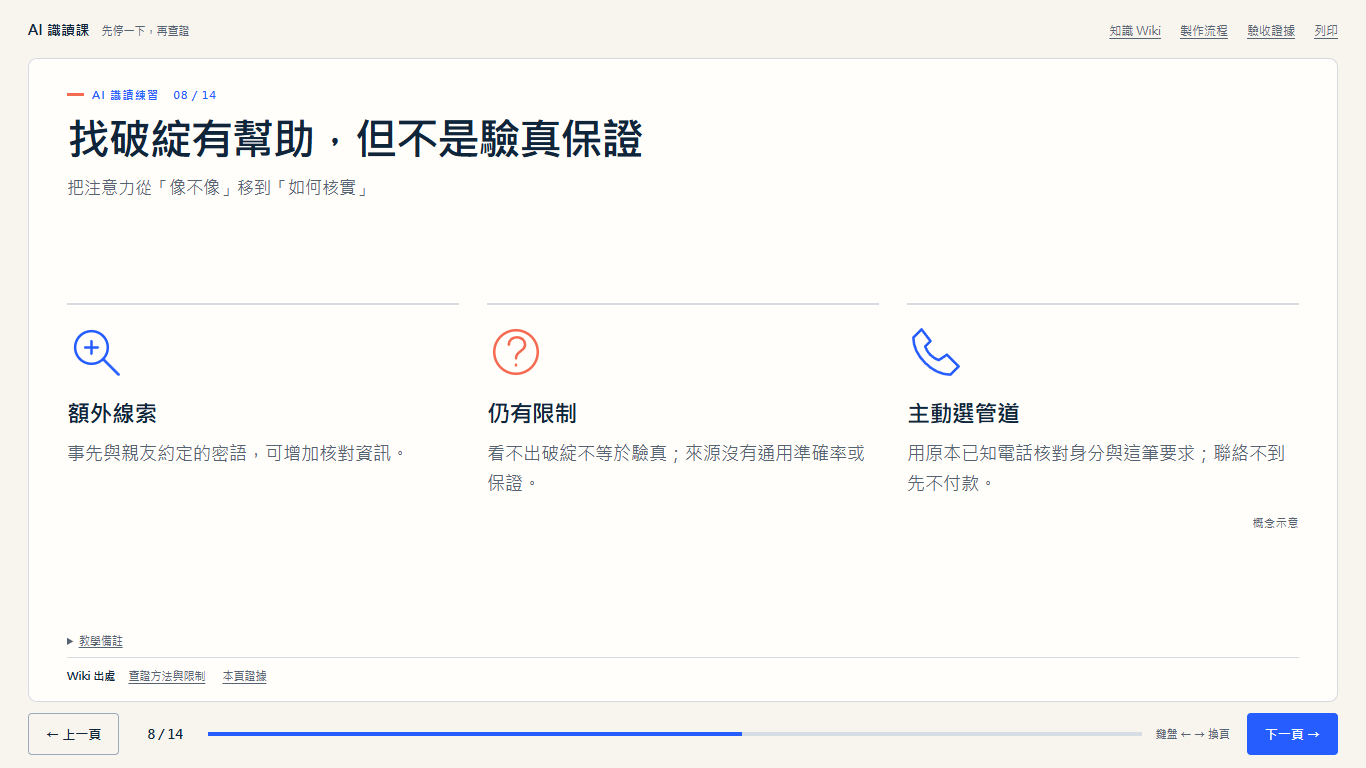 AI 識讀課 先停一下，再查證
知識 Wiki 製作流程 驗收證據 列印
AI 識讀練習 08 / 14
找破綻有幫助，但不是驗真保證
把注意力從「像不像」移到「如何核實」
額外線索
事先與親友約定的密語，可增加核對資訊。
仍有限制
看不出破綻不等於驗真；來源沒有通用準確率或
保證。
主動選管道
用原本已知電話核對身分與這筆要求；聯絡不到
先不付款。
概念示意
▶ 教學備註
Wiki 出處 查證方法與限制 本頁證據
← 上一頁 8 / 14 鍵盤 ← → 換頁 下一頁 →